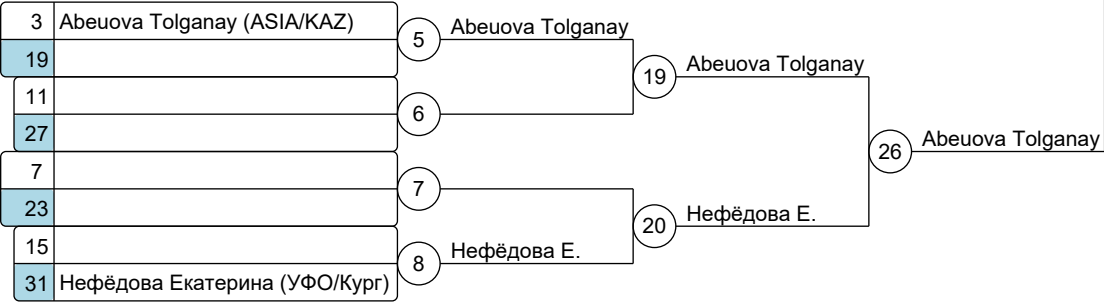 3 Abeuova Tolganay (ASIA/KAZ)
19
11
27
7
23
15
31 Нефёдова Екатерина (УФО/Кург)
5 Abeuova Tolganay
6
7
8 Нефёдова Е.
19 Abeuova Tolganay
20 Нефёдова Е.
26 Abeuova Tolganay